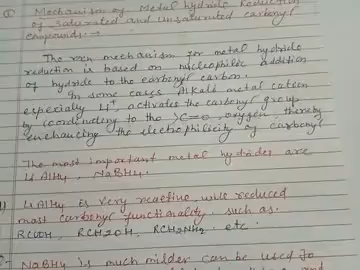 ① Mechanism of Metal hydride Reduction
of saturated and unsaturated carbonyl
compounds :→
The rxn mechanism for metal hydride
reduction is based on nucleophilic addition
of hydride to the carbonyl carbon.
In some cases Alkali metal cation
especially Li⁺ activates the carbonyl group
by coordinating to the >C=O, oxygen, thereby
enchancing the electrophilicity of carbonyl
The most important metal hydrides are
LiAlH4, NaBH4.
LiAlH4 is very reactive, will reduced
most carbonyl functionality such as.
RCOOH, RCH2OH, RCH2NH2. etc.
NaBH4 is much milder can be used to